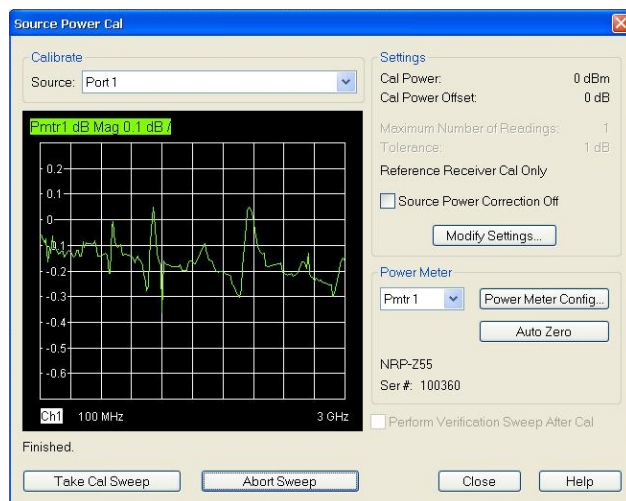 Source Power Cal
Calibrate
Source: Port 1
Pmtr1 dB Mag 0.1 dB /
0.2
0.1
0
-0.1
-0.2
-0.3
-0.4
-0.5
-0.6
Ch1 100 MHz 3 GHz
Finished.
Take Cal Sweep
Abort Sweep
Settings
Cal Power: 0 dBm
Cal Power Offset: 0 dB
Maximum Number of Readings: 1
Tolerance: 1 dB
Reference Receiver Cal Only
Source Power Correction Off
Modify Settings...
Power Meter
Pmtr 1
Power Meter Config...
Auto Zero
NRP-Z55
Ser#: 100360
Perform Verification Sweep After Cal
Close
Help